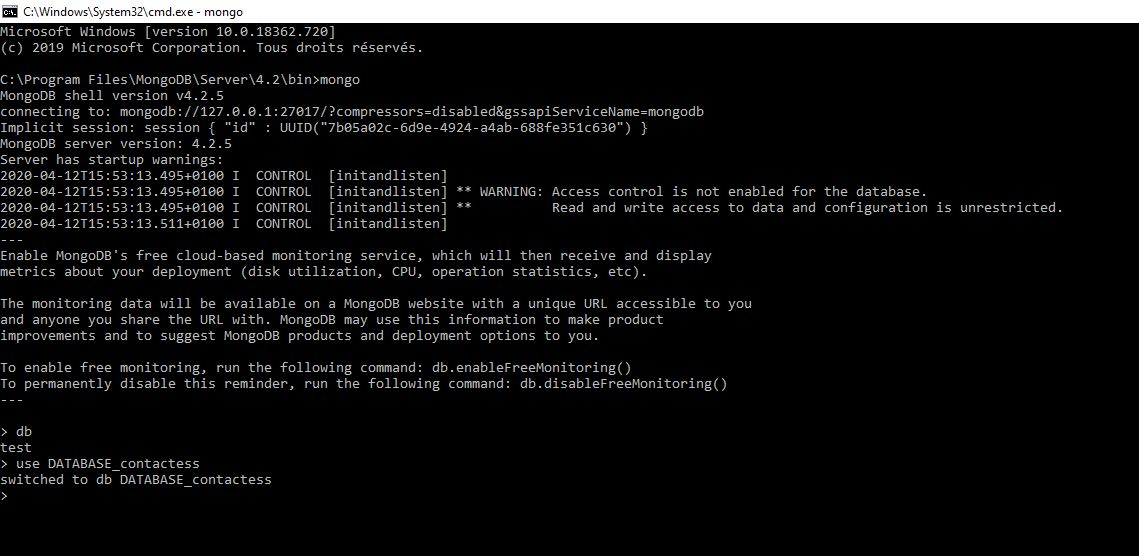 C:\Windows\System32\cmd.exe - mongo
Microsoft Windows [version 10.0.18362.720]
(c) 2019 Microsoft Corporation. Tous droits réservés.
C:\Program Files\MongoDB\Server\4.2\bin>mongo
MongoDB shell version v4.2.5
connecting to: mongodb://127.0.0.1:27017/?compressors=disabled&gssapiServiceName=mongodb
Implicit session: session { "id" : UUID("7b05a02c-6d9e-4924-a4ab-688fe351c630") }
MongoDB server version: 4.2.5
Server has startup warnings:
2020-04-12T15:53:13.495+0100 I  CONTROL  [initandlisten]
2020-04-12T15:53:13.495+0100 I  CONTROL  [initandlisten] ** WARNING: Access control is not enabled for the database.
2020-04-12T15:53:13.495+0100 I  CONTROL  [initandlisten] **          Read and write access to data and configuration is unrestricted.
2020-04-12T15:53:13.511+0100 I  CONTROL  [initandlisten]
---
Enable MongoDB's free cloud-based monitoring service, which will then receive and display
metrics about your deployment (disk utilization, CPU, operation statistics, etc).
The monitoring data will be available on a MongoDB website with a unique URL accessible to you
and anyone you share the URL with. MongoDB may use this information to make product
improvements and to suggest MongoDB products and deployment options to you.
To enable free monitoring, run the following command: db.enableFreeMonitoring()
To permanently disable this reminder, run the following command: db.disableFreeMonitoring()
---
> db
test
> use DATABASE_contactess
switched to db DATABASE_contactess
>